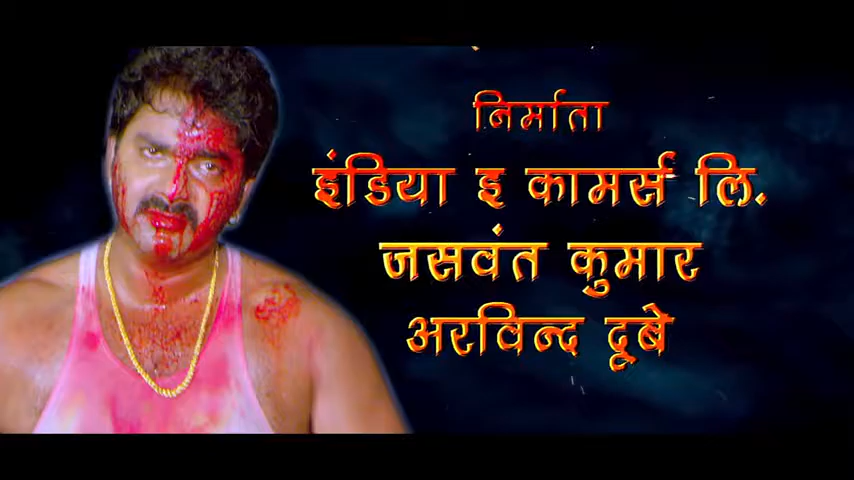 निर्माता
इंडिया इ कामर्स लि.
जसवंत कुमार
अरविन्द दूबे